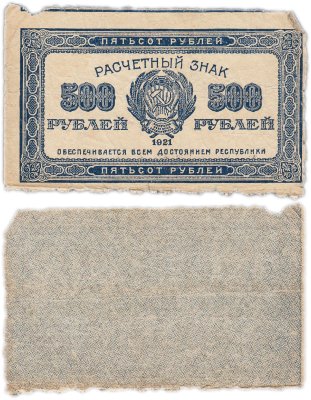 ПЯТЬСОТ РУБЛЕЙ
РАСЧЕТНЫЙ ЗНАК
500 500
РУБЛЕЙ РУБЛЕЙ
1921
ОБЕСПЕЧИВАЕТСЯ ВСЕМ ДОСТОЯНИЕМ РЕСПУБЛИКИ
ПЯТЬСОТ РУБЛЕЙ